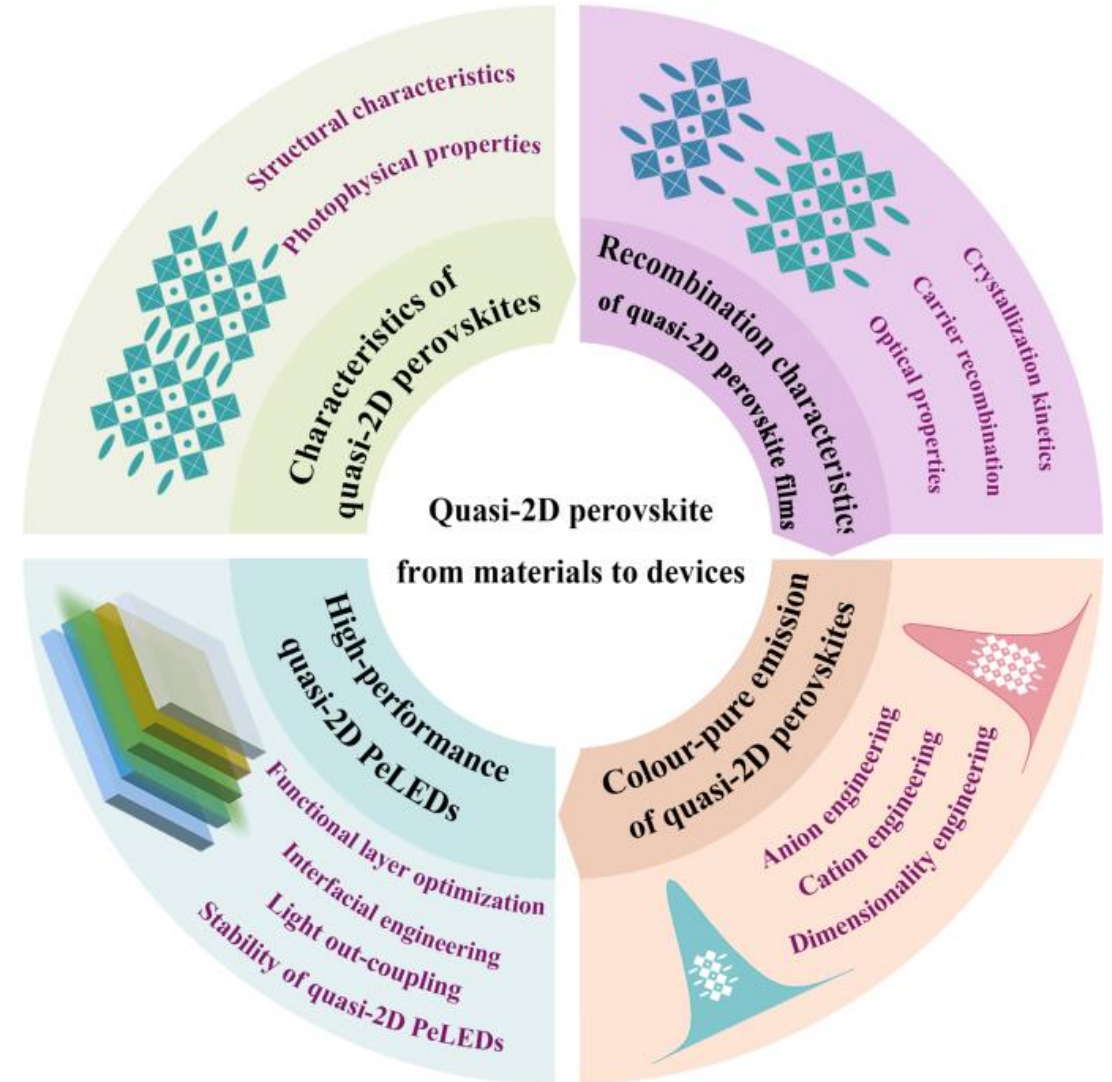 Structural characteristics
Photophysical properties
Characteristics of
quasi-2D perovskites
Recombination characteristics
of quasi-2D perovskite films
Crystallization kinetics
Carrier recombination
Optical properties
Quasi-2D perovskite
from materials to devices
High-performance
quasi-2D PeLEDs
Functional layer optimization
Interfacial engineering
Light out-coupling
Stability of quasi-2D PeLEDs
Colour-pure emission
of quasi-2D perovskites
Anion engineering
Cation engineering
Dimensionality engineering